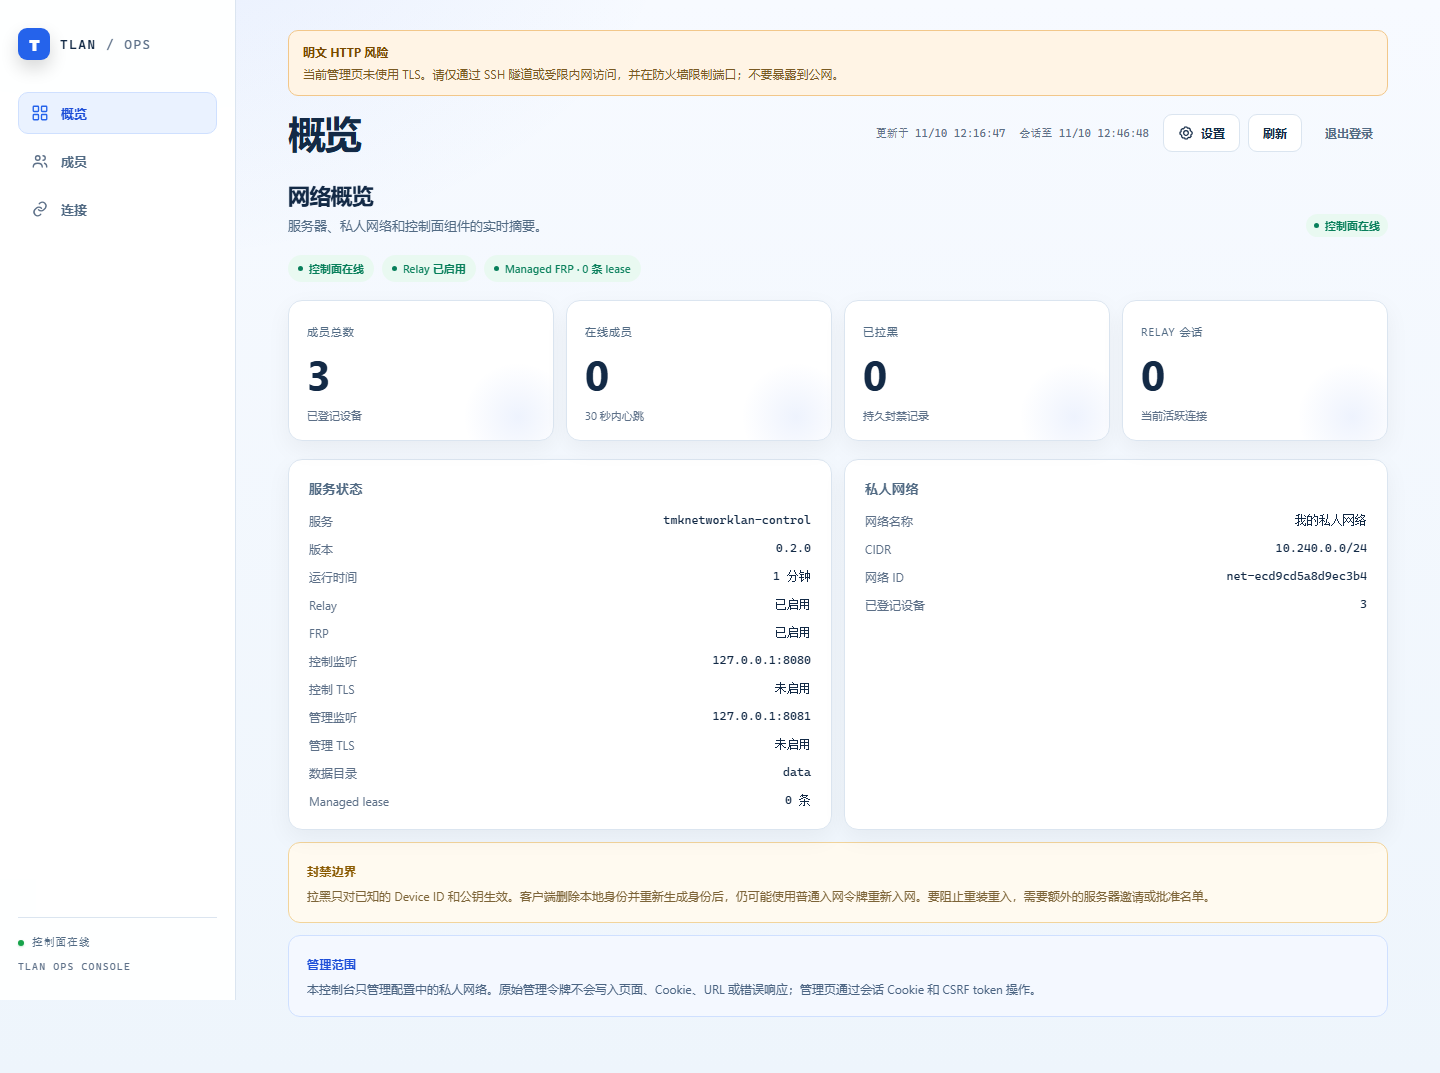 T TLAN / OPS
概览
成员
连接
控制面在线
TLAN OPS CONSOLE
明文 HTTP 风险
当前管理页未使用 TLS。请仅通过 SSH 隧道或受限内网访问，并在防火墙限制端口；不要暴露到公网。
概览
更新于 11/10 12:16:47 会话至 11/10 12:46:48 设置 刷新 退出登录
网络概览
服务器、私人网络和控制面组件的实时摘要。
控制面在线
控制面在线 Relay 已启用 Managed FRP · 0 条 lease
成员总数
3
已登记设备
在线成员
0
30 秒内心跳
已拉黑
0
持久封禁记录
RELAY 会话
0
当前活跃连接
服务状态
服务 tmknetworklan-control
版本 0.2.0
运行时间 1 分钟
Relay 已启用
FRP 已启用
控制监听 127.0.0.1:8080
控制 TLS 未启用
管理监听 127.0.0.1:8081
管理 TLS 未启用
数据目录 data
Managed lease 0 条
私人网络
网络名称 我的私人网络
CIDR 10.240.0.0/24
网络 ID net-ecd9cd5a8d9ec3b4
已登记设备 3
封禁边界
拉黑只对已知的 Device ID 和公钥生效。客户端删除本地身份并重新生成身份后，仍可能使用普通入网令牌重新入网。要阻止重装重入，需要额外的服务器邀请或批准名单。
管理范围
本控制台只管理配置中的私人网络。原始管理令牌不会写入页面、Cookie、URL 或错误响应；管理页通过会话 Cookie 和 CSRF token 操作。